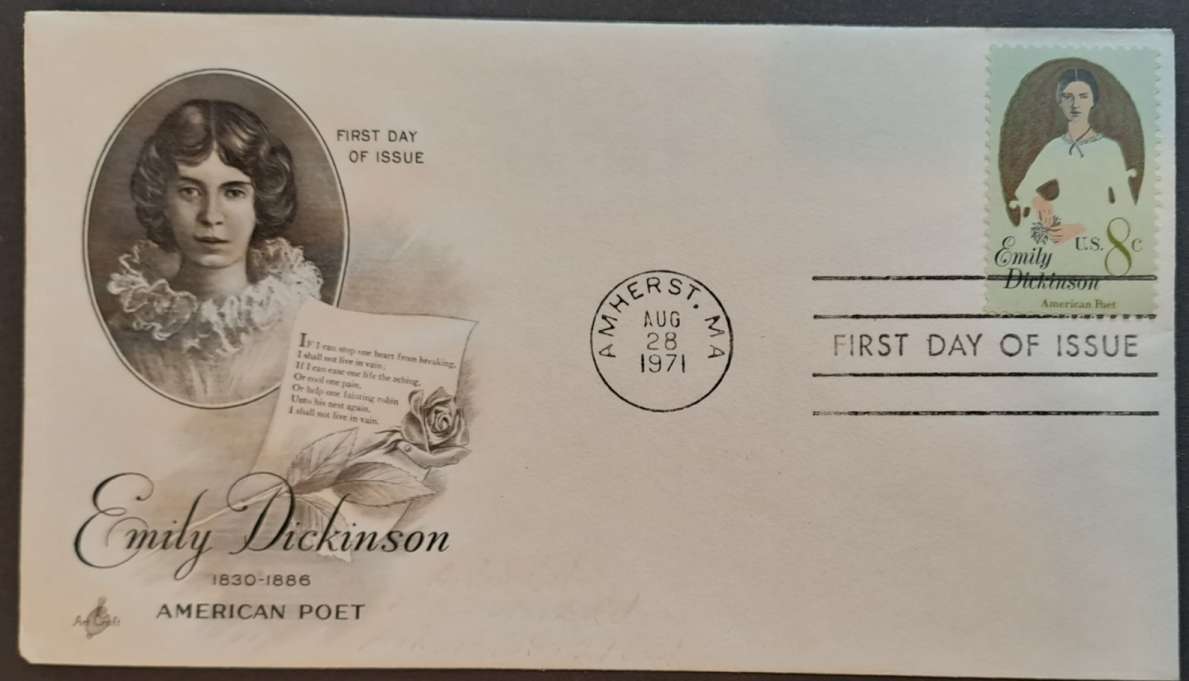 FIRST DAY
OF ISSUE
IF I can stop one heart from breaking,
I shall not live in vain;
If I can ease one life the aching,
Or cool one pain,
Or help one fainting robin
Unto his nest again,
I shall not live in vain.
Emily Dickinson
1830-1886
AMERICAN POET
Art Craft
AMHERST, MA
AUG
28
1971
U.S. 8c
Emily
Dickinson
American Poet
FIRST DAY OF ISSUE